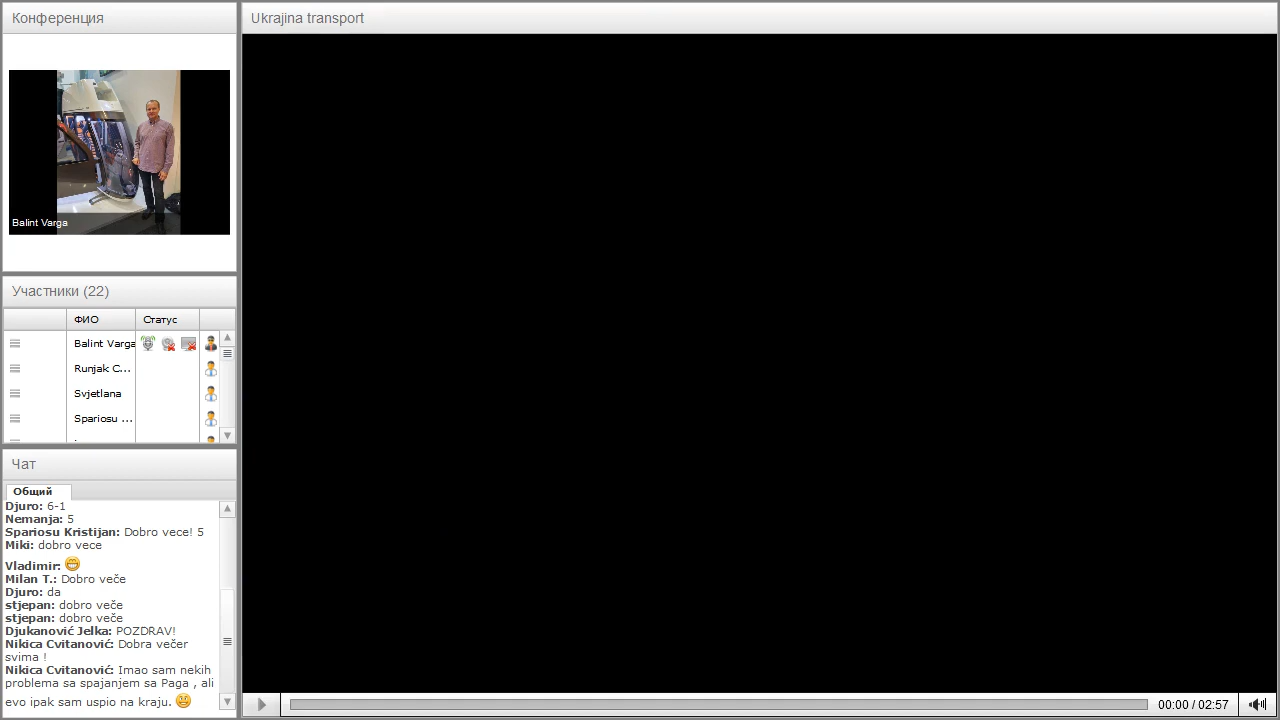 Конференция
Balint Varga
Участники (22)
ФИО Статус
Balint Varga
Runjak C...
Svjetlana
Spariosu ...
Чат
Общий
Djuro: 6-1
Nemanja: 5
Spariosu Kristijan: Dobro vece! 5
Miki: dobro vece
Vladimir:
Milan T.: Dobro veče
Djuro: da
stjepan: dobro veče
stjepan: dobro veče
Djukanović Jelka: POZDRAV!
Nikica Cvitanović: Dobra večer
svima !
Nikica Cvitanović: Imao sam nekih
problema sa spajanjem sa Paga , ali
evo ipak sam uspio na kraju.
Ukrajina transport
00:00 / 02:57